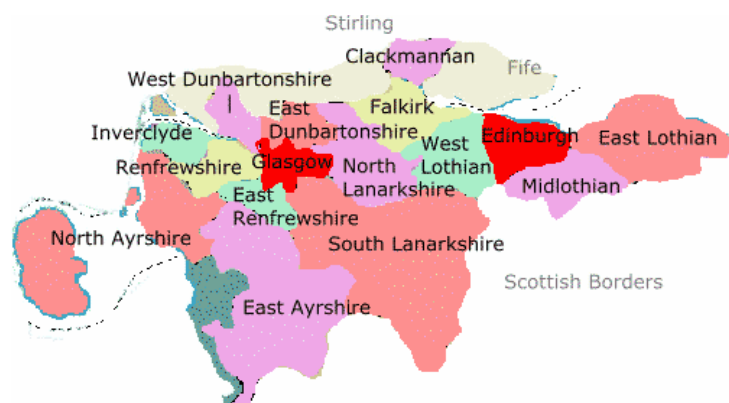 Stirling
Clackmannan
Fife
West Dunbartonshire
East
Dunbartonshire
Falkirk
Inverclyde
Edinburgh
East Lothian
West
Lothian
Renfrewshire
Glasgow
North
Lanarkshire
Midlothian
East
Renfrewshire
North Ayrshire
South Lanarkshire
Scottish Borders
East Ayrshire